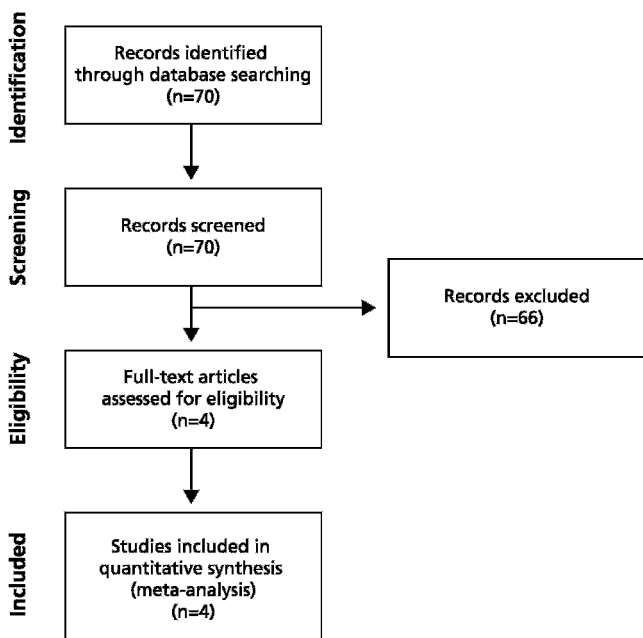 Identification
Records identified
through database searching
(n=70)
Screening
Records screened
(n=70)
Records excluded
(n=66)
Eligibility
Full-text articles
assessed for eligibility
(n=4)
Included
Studies included in
quantitative synthesis
(meta-analysis)
(n=4)